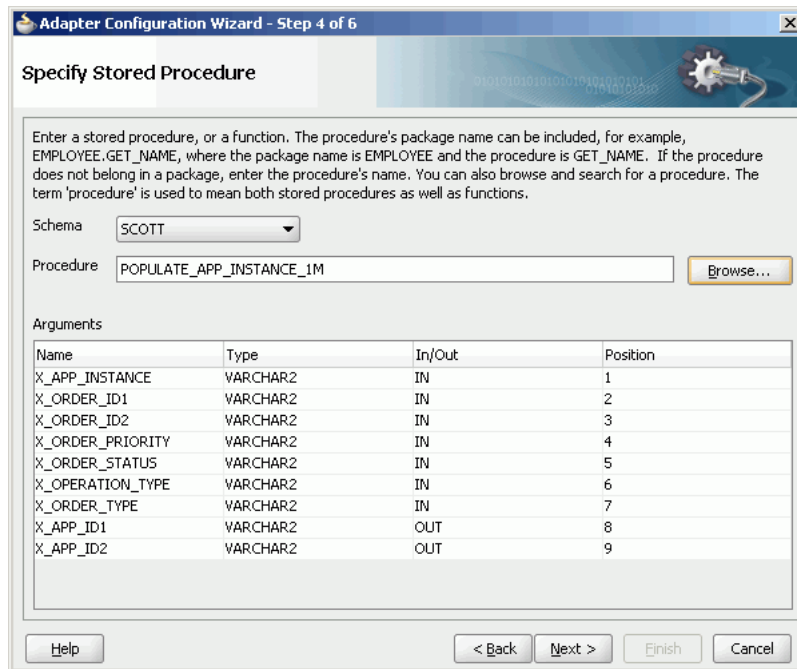 Adapter Configuration Wizard - Step 4 of 6
Specify Stored Procedure
Enter a stored procedure, or a function. The procedure's package name can be included, for example,
EMPLOYEE.GET_NAME, where the package name is EMPLOYEE and the procedure is GET_NAME. If the procedure
does not belong in a package, enter the procedure's name. You can also browse and search for a procedure. The
term 'procedure' is used to mean both stored procedures as well as functions.
Schema SCOTT
Procedure POPULATE_APP_INSTANCE_1M Browse...
Arguments
Name Type In/Out Position
X_APP_INSTANCE VARCHAR2 IN 1
X_ORDER_ID1 VARCHAR2 IN 2
X_ORDER_ID2 VARCHAR2 IN 3
X_ORDER_PRIORITY VARCHAR2 IN 4
X_ORDER_STATUS VARCHAR2 IN 5
X_OPERATION_TYPE VARCHAR2 IN 6
X_ORDER_TYPE VARCHAR2 IN 7
X_APP_ID1 VARCHAR2 OUT 8
X_APP_ID2 VARCHAR2 OUT 9
Help < Back Next > Finish Cancel